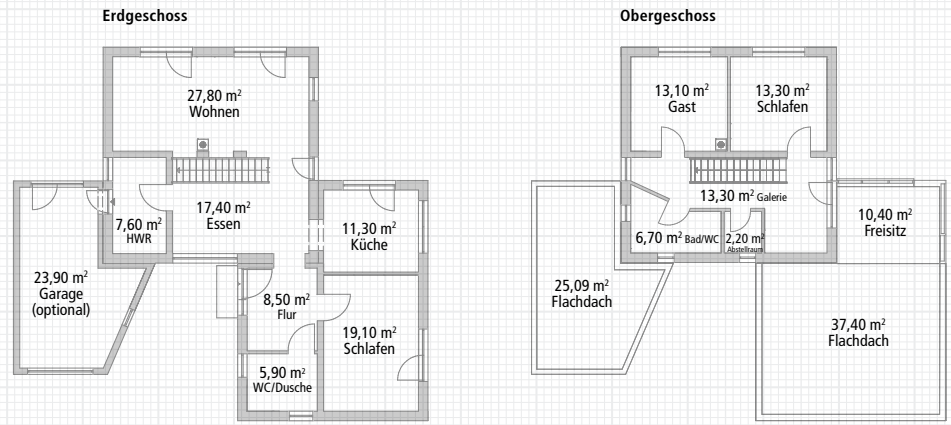 Erdgeschoss
27,80 m²
Wohnen
17,40 m²
Essen
7,60 m²
HWR
11,30 m²
Küche
23,90 m²
Garage
(optional)
8,50 m²
Flur
19,10 m²
Schlafen
5,90 m²
WC/Dusche
Obergeschoss
13,10 m²
Gast
13,30 m²
Schlafen
13,30 m² Galerie
6,70 m² Bad/WC
2,20 m²
Abstellraum
10,40 m²
Freisitz
25,09 m²
Flachdach
37,40 m²
Flachdach